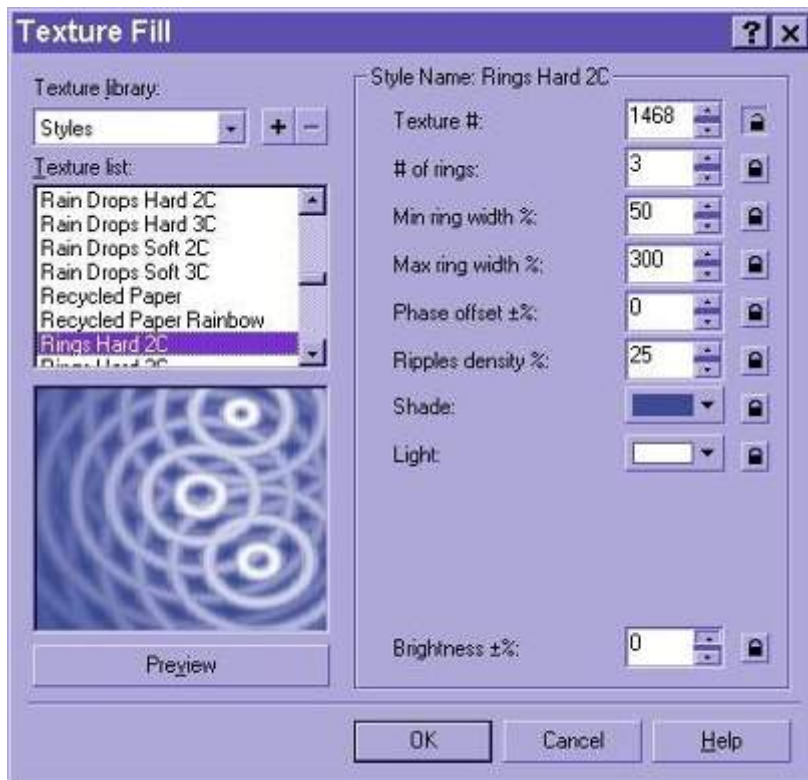 Texture Fill
Texture library:
Styles
Texture list:
Rain Drops Hard 2C
Rain Drops Hard 3C
Rain Drops Soft 2C
Rain Drops Soft 3C
Recycled Paper
Recycled Paper Rainbow
Rings Hard 2C
Preview
Style Name: Rings Hard 2C
Texture #: 1468
# of rings: 3
Min ring width %: 50
Max ring width %: 300
Phase offset ±%: 0
Ripples density %: 25
Shade:
Light:
Brightness ±%: 0
OK Cancel Help